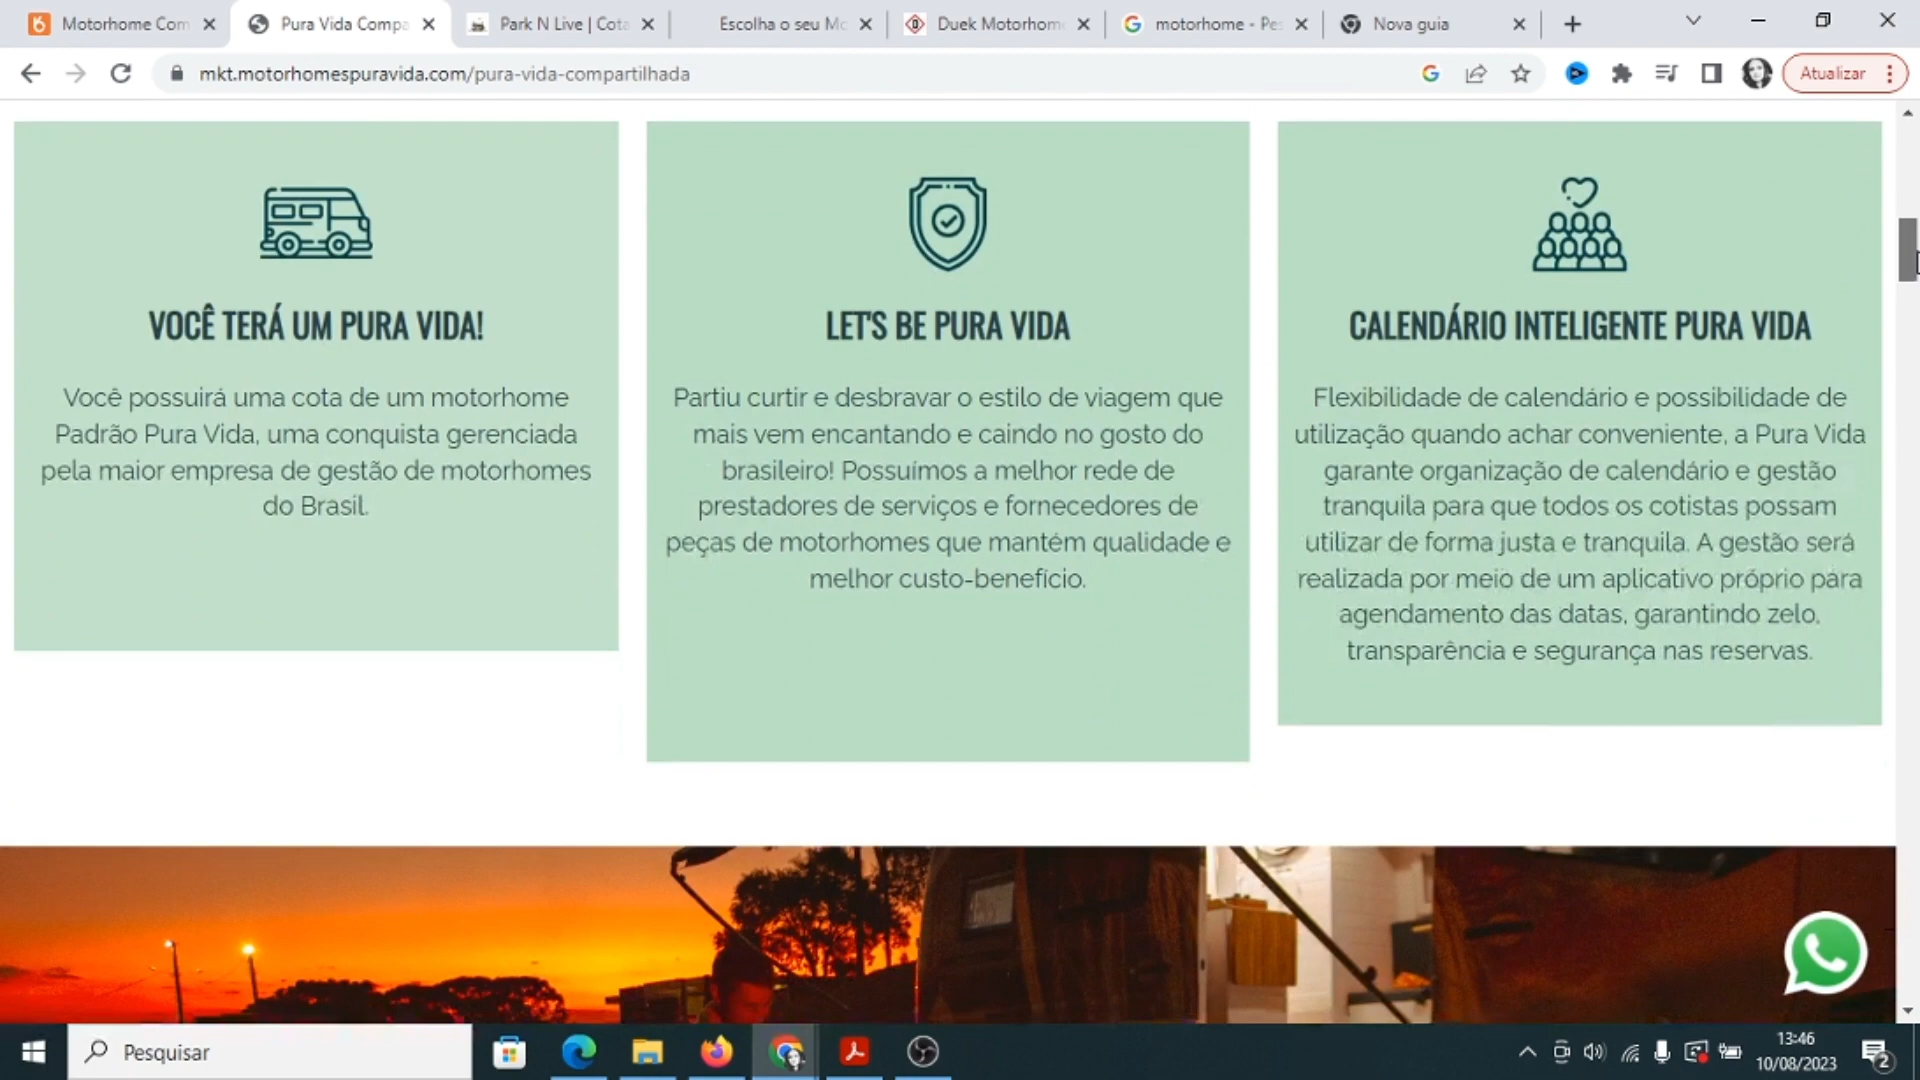 Motorhome Com
Pura Vida Compa
Park N Live | Cota
Escolha o seu Mo
Duek Motorhome
motorhome - Pes
Nova guia
mkt.motorhomespuravida.com/pura-vida-compartilhada
Atualizar
VOCÊ TERÁ UM PURA VIDA!
Você possuirá uma cota de um motorhome
Padrão Pura Vida, uma conquista gerenciada
pela maior empresa de gestão de motorhomes
do Brasil.
LET'S BE PURA VIDA
Partiu curtir e desbravar o estilo de viagem que
mais vem encantando e caindo no gosto do
brasileiro! Possuímos a melhor rede de
prestadores de serviços e fornecedores de
peças de motorhomes que mantém qualidade e
melhor custo-benefício.
CALENDÁRIO INTELIGENTE PURA VIDA
Flexibilidade de calendário e possibilidade de
utilização quando achar conveniente, a Pura Vida
garante organização de calendário e gestão
tranquila para que todos os cotistas possam
utilizar de forma justa e tranquila. A gestão será
realizada por meio de um aplicativo próprio para
agendamento das datas, garantindo zelo,
transparência e segurança nas reservas.
Pesquisar
13:46
10/08/2023
2